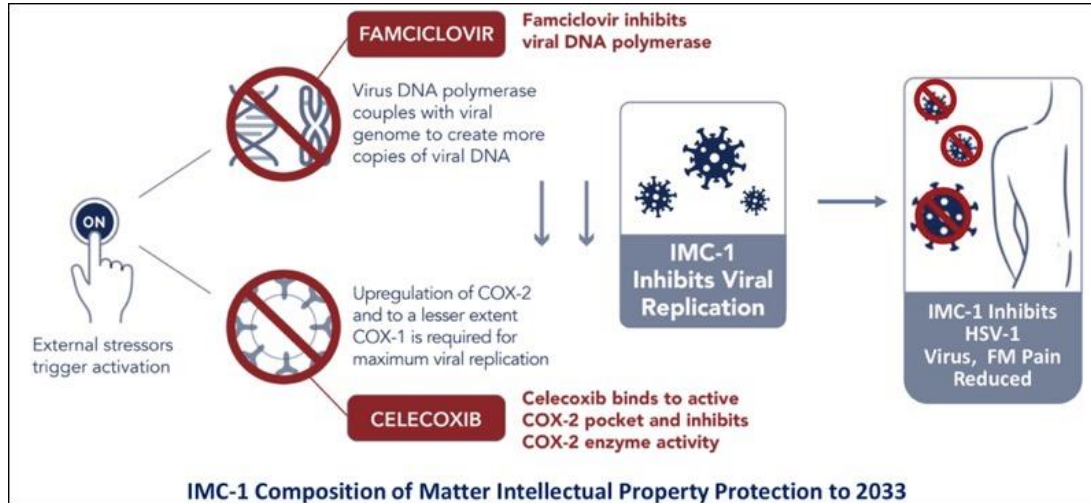 FAMCICLOVIR
Famciclovir inhibits
viral DNA polymerase
Virus DNA polymerase
couples with viral
genome to create more
copies of viral DNA
ON
External stressors
trigger activation
Upregulation of COX-2
and to a lesser extent
COX-1 is required for
maximum viral replication
CELECOXIB
Celecoxib binds to active
COX-2 pocket and inhibits
COX-2 enzyme activity
IMC-1
Inhibits Viral
Replication
IMC-1 Inhibits
HSV-1
Virus, FM Pain
Reduced
IMC-1 Composition of Matter Intellectual Property Protection to 2033